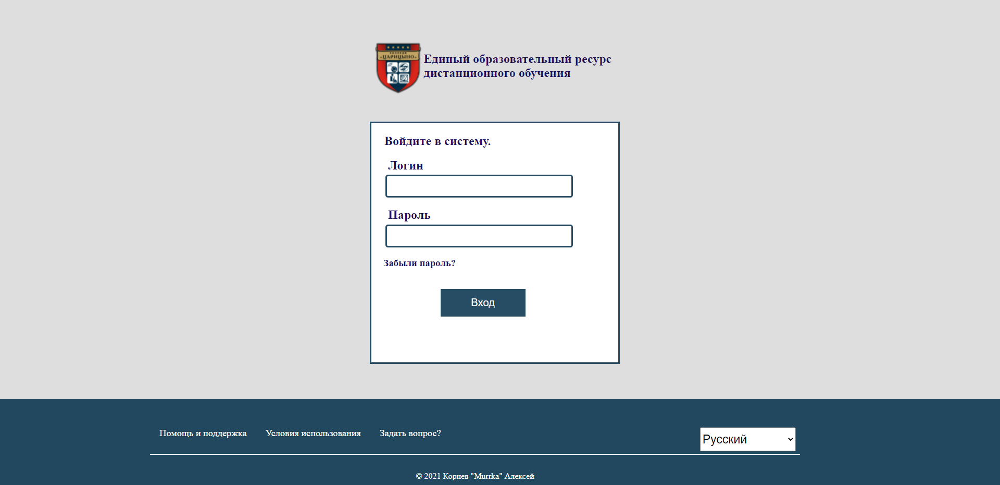 КОЛЛЕДЖ
«ЦАРИЦЫНО»
Единый образовательный ресурс
дистанционного обучения
Войдите в систему.
Логин
Пароль
Забыли пароль?
Вход
Помощь и поддержка
Условия использования
Задать вопрос?
Русский
© 2021 Корнев "Murrka" Алексей